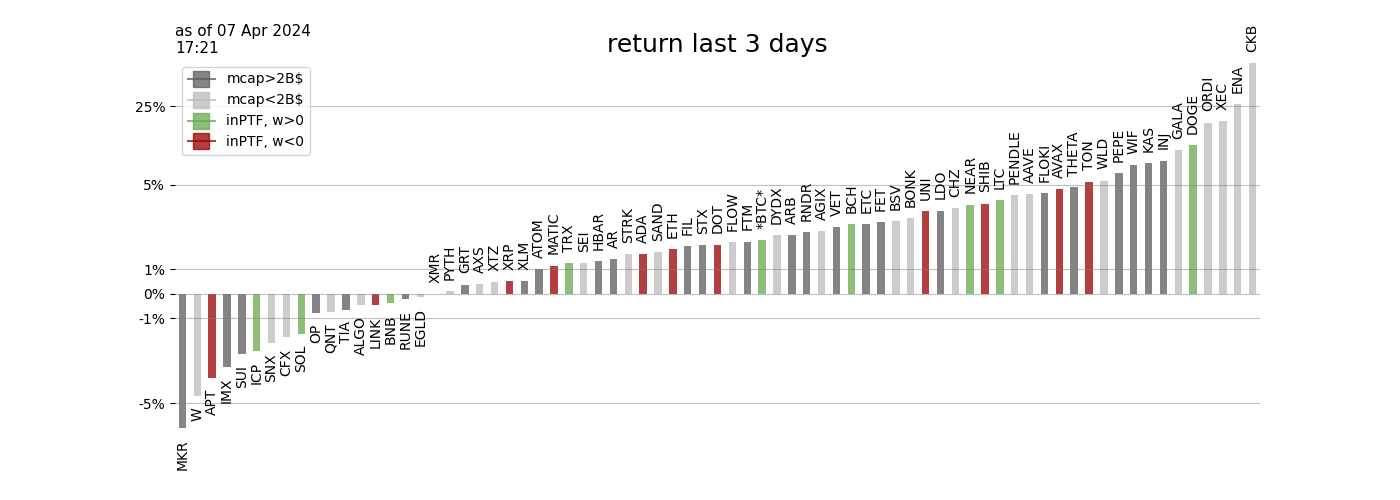 as of 07 Apr 2024
17:21
return last 3 days
mcap>2B$
mcap<2B$
inPTF, w>0
inPTF, w<0
25%
5%
1%
0%
-1%
-5%
MKR
W
APT
IMX
SUI
ICP
SNX
CFX
SOL
OP
QNT
TIA
ALGO
LINK
BNB
RUNE
EGLD
XMR
PYTH
GRT
AXS
XTZ
XRP
XLM
ATOM
MATIC
TRX
SEI
HBAR
AR
STRK
ADA
SAND
ETH
FIL
STX
DOT
FLOW
FTM
*BTC*
DYDX
ARB
RNDR
AGIX
VET
BCH
ETC
FET
BSV
BONK
UNI
LDO
CHZ
NEAR
SHIB
LTC
PENDLE
AAVE
FLOKI
AVAX
THETA
TON
WLD
PEPE
WIF
KAS
INJ
GALA
DOGE
ORDI
XEC
ENA
CKB